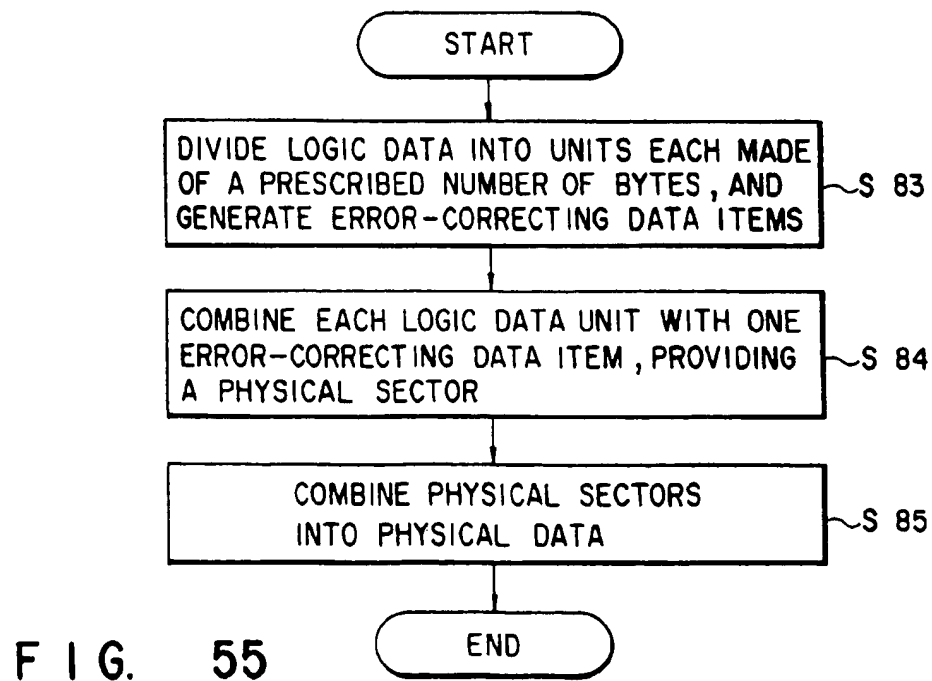 START
DIVIDE LOGIC DATA INTO UNITS EACH MADE
OF A PRESCRIBED NUMBER OF BYTES, AND
GENERATE ERROR-CORRECTING DATA ITEMS
S 83
COMBINE EACH LOGIC DATA UNIT WITH ONE
ERROR-CORRECTING DATA ITEM, PROVIDING
A PHYSICAL SECTOR
S 84
COMBINE PHYSICAL SECTORS
INTO PHYSICAL DATA
S 85
END
FIG. 55